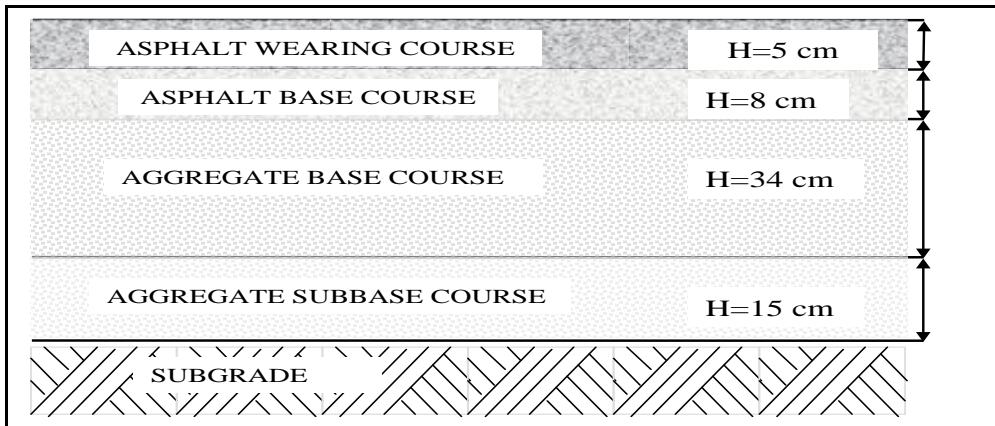 ASPHALT WEARING COURSE H=5 cm
ASPHALT BASE COURSE H=8 cm
AGGREGATE BASE COURSE H=34 cm
AGGREGATE SUBBASE COURSE H=15 cm
SUBGRADE